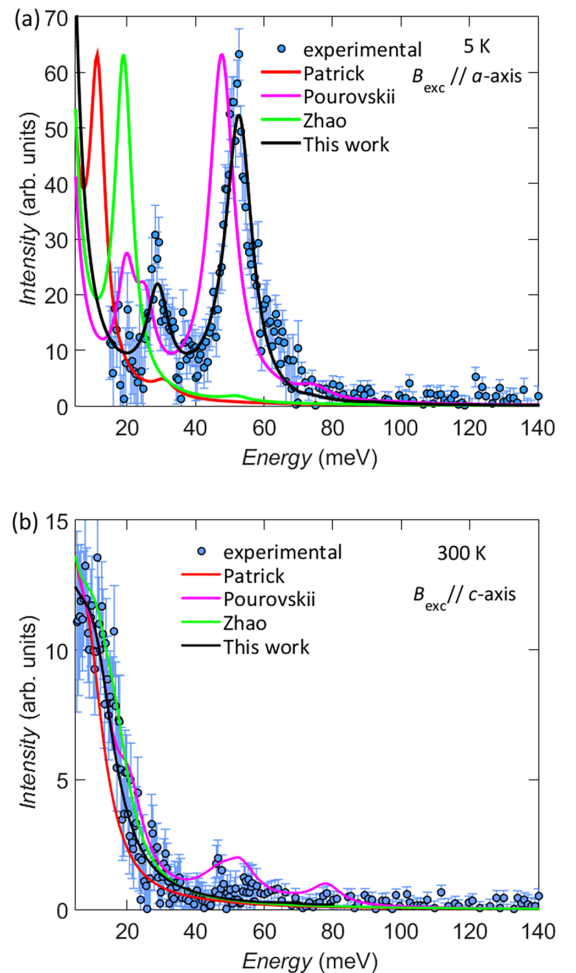 (a)
70
60
50
40
30
20
10
0
Intensity (arb. units)
experimental
Patrick
Pourovskii
Zhao
This work
5 K
Bexc // a-axis
20 40 60 80 100 120 140
Energy (meV)
(b)
15
10
5
0
Intensity (arb. units)
experimental
Patrick
Pourovskii
Zhao
This work
300 K
Bexc // c-axis
20 40 60 80 100 120 140
Energy (meV)